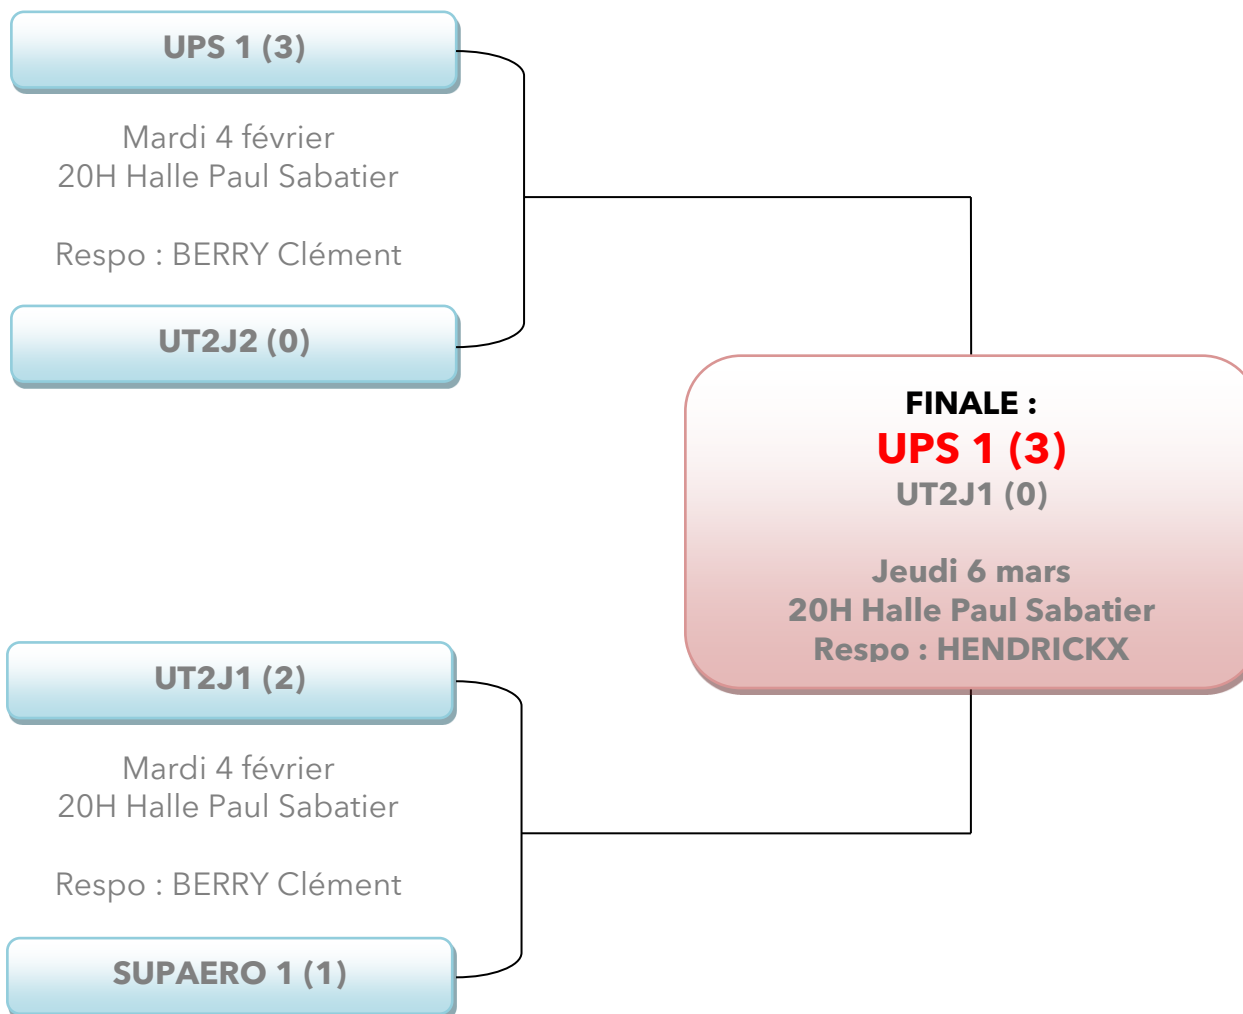 UPS 1 (3)
Mardi 4 février
20H Halle Paul Sabatier
Respo : BERRY Clément
UT2J2 (0)
FINALE :
UPS 1 (3)
UT2J1 (0)
Jeudi 6 mars
20H Halle Paul Sabatier
Respo : HENDRICKX
UT2J1 (2)
Mardi 4 février
20H Halle Paul Sabatier
Respo : BERRY Clément
SUPAERO 1 (1)